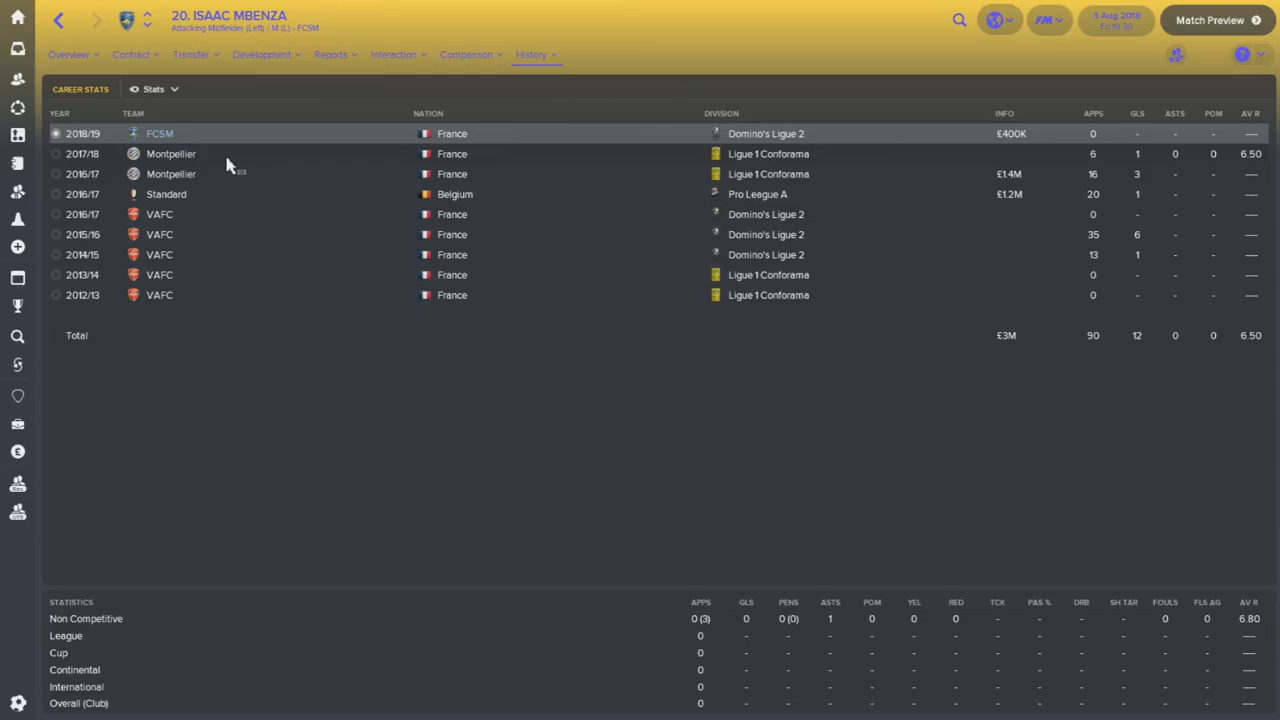 20. ISAAC MBENZA
Attacking Midfielder (Left) / M (L) - FCSM
FM
3 Aug 2018
Fri 19:30
Match Preview
Overview Contract Transfer Development Reports Interaction Comparison History
?
CAREER STATS Stats
YEAR TEAM NATION DIVISION INFO APPS GLS ASTS POM AV R
2018/19 FCSM France Domino's Ligue 2 £400K 0 - - - ---
2017/18 Montpellier France Ligue 1 Conforama 6 1 0 0 6.50
2016/17 Montpellier France Ligue 1 Conforama £1.4M 16 3 - - ---
2016/17 Standard Belgium Pro League A £1.2M 20 1 - - ---
2016/17 VAFC France Domino's Ligue 2 0 - - - ---
2015/16 VAFC France Domino's Ligue 2 35 6 - - ---
2014/15 VAFC France Domino's Ligue 2 13 1 - - ---
2013/14 VAFC France Ligue 1 Conforama 0 - - - ---
2012/13 VAFC France Ligue 1 Conforama 0 - - - ---
Total £3M 90 12 0 0 6.50
STATISTICS APPS GLS PENS ASTS POM YEL RED TCK PAS % DRB SH TAR FOULS FLS AG AV R
Non Competitive 0 (3) 0 0 (0) 1 0 0 0 - - - - 0 0 6.80
League 0 - - - - - - - - - - - - ---
Cup 0 - - - - - - - - - - - - ---
Continental 0 - - - - - - - - - - - - ---
International 0 - - - - - - - - - - - - ---
Overall (Club) 0 - - - - - - - - - - - - ---